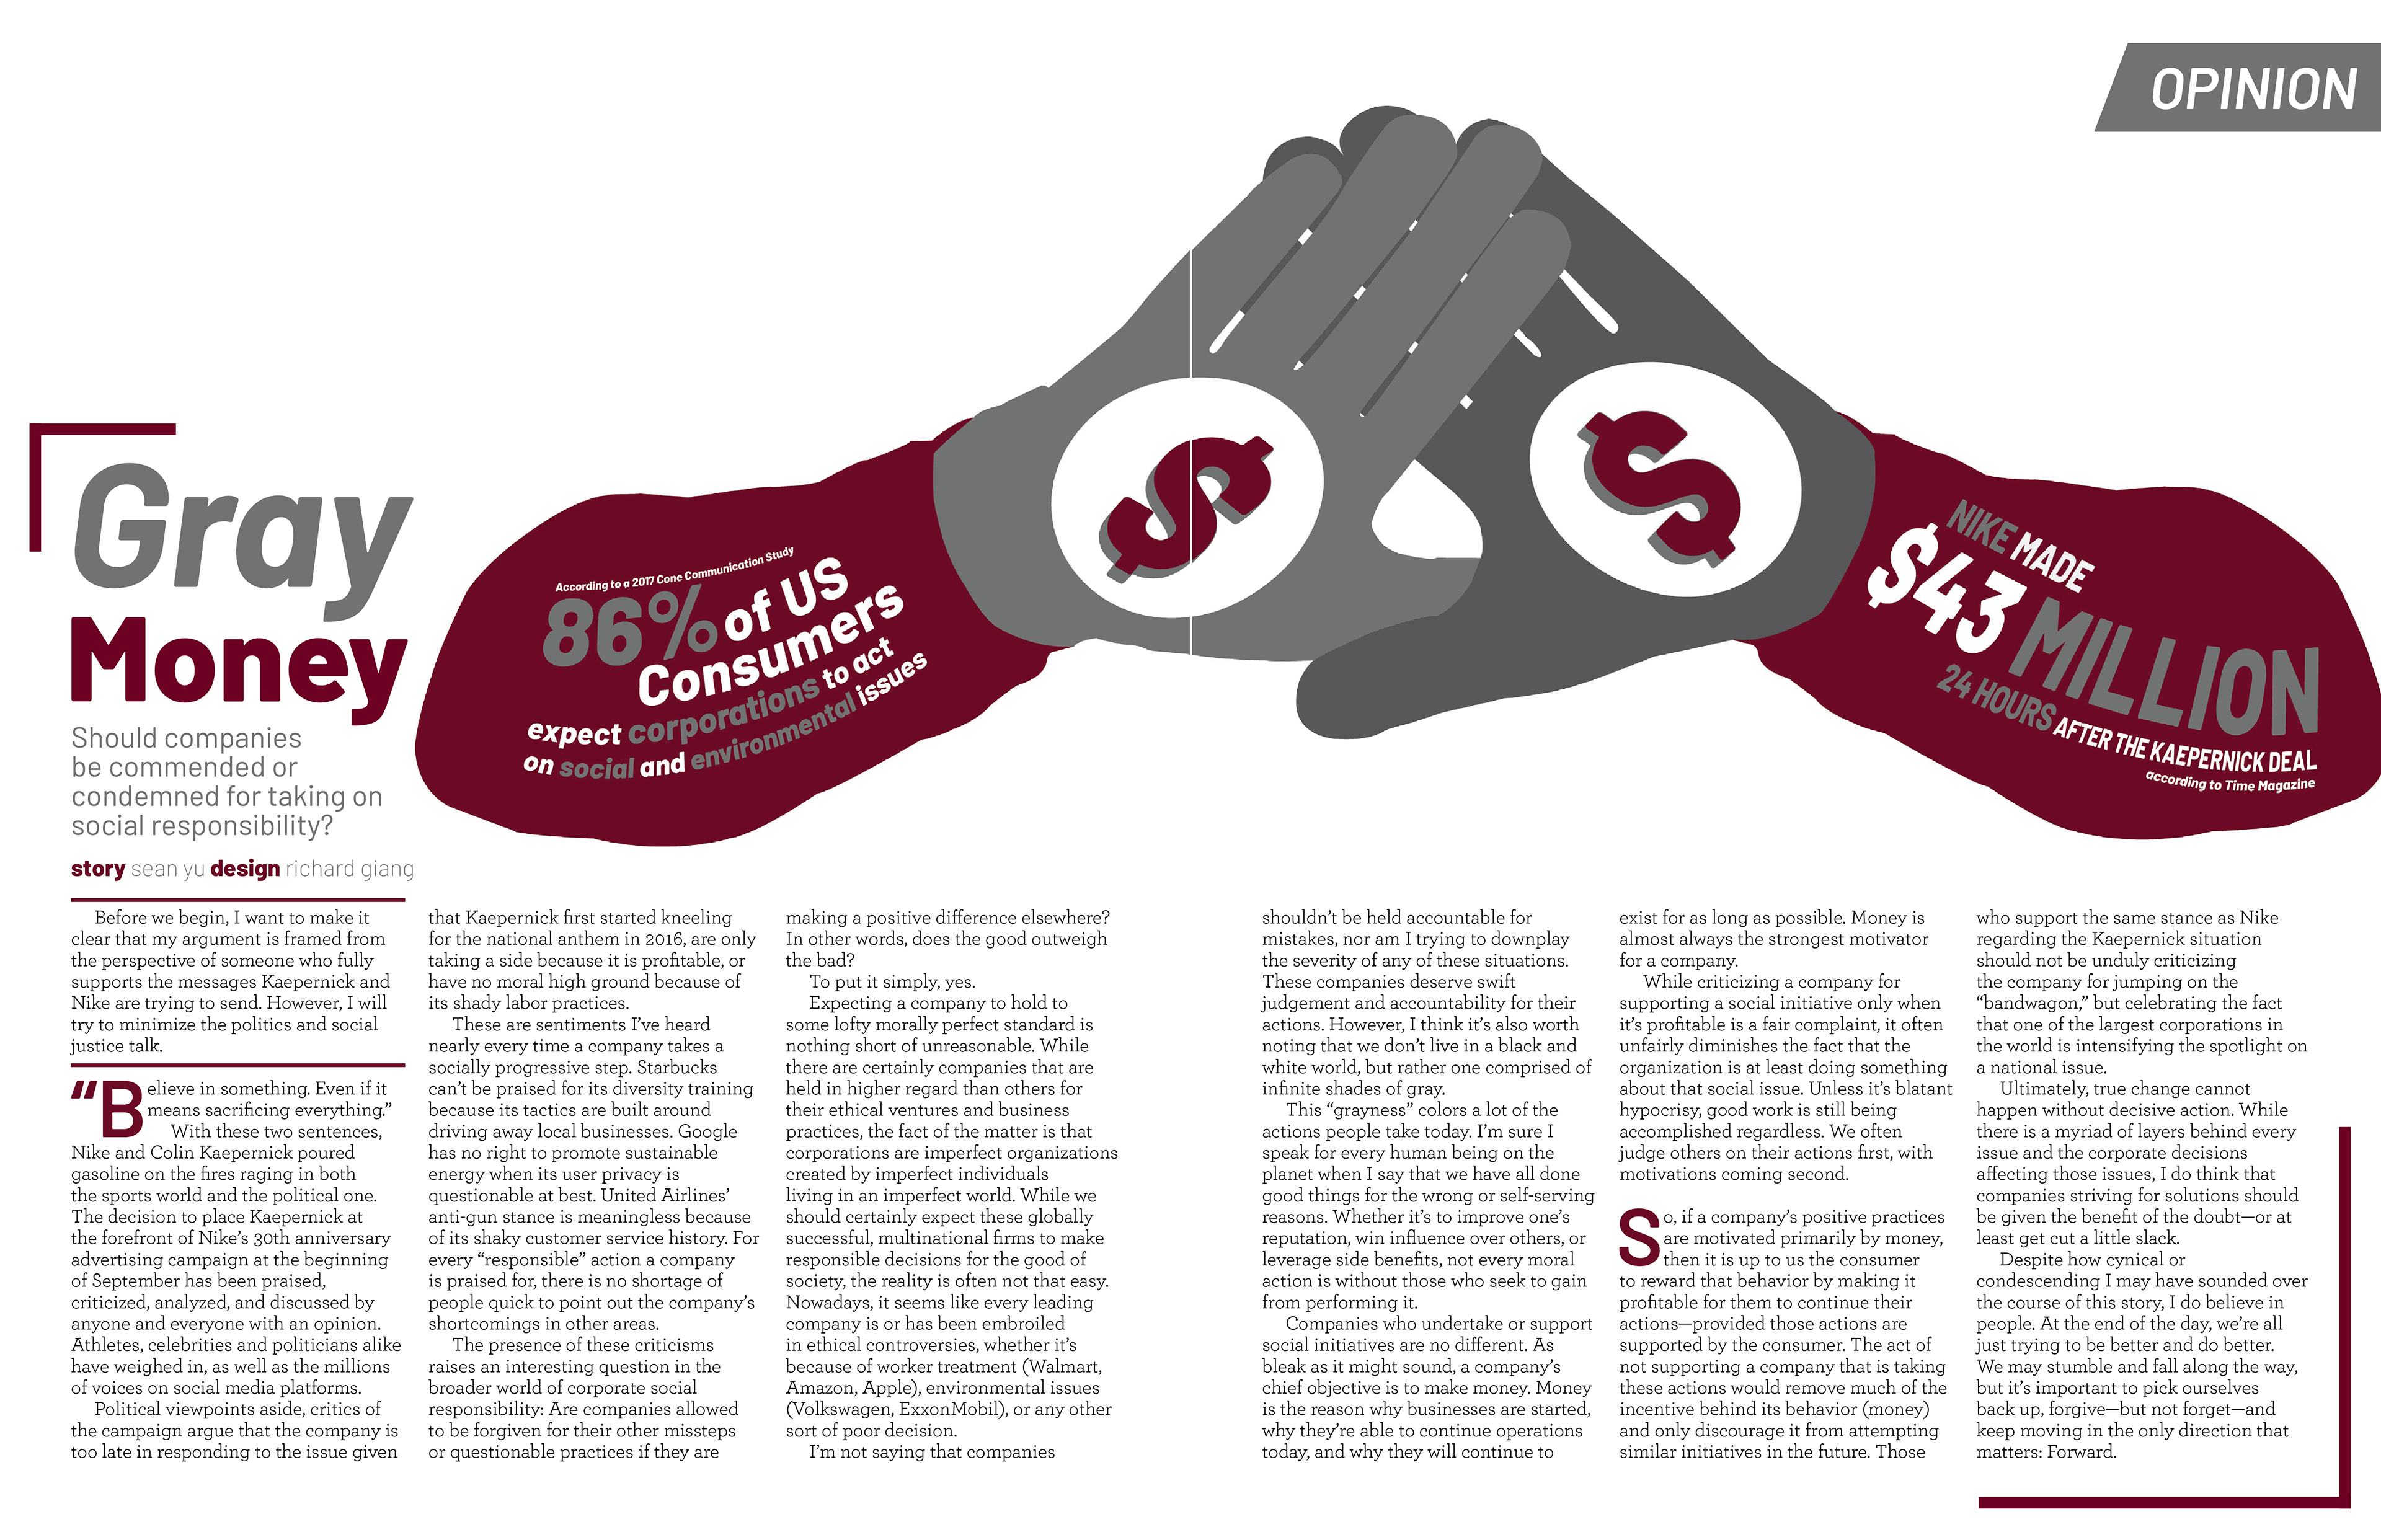 OPINION
Gray
Money
Should companies
be commended or
condemned for taking on
social responsibility?
story sean yu design richard giang
According to a 2017 Cone Communication Study
86% of US
Consumers
expect corporations to act
on social and environmental issues
NIKE MADE
$43 MILLION
24 HOURS AFTER THE KAEPERNICK DEAL
according to Time Magazine
Before we begin, I want to make it
clear that my argument is framed from
the perspective of someone who fully
supports the messages Kaepernick and
Nike are trying to send. However, I will
try to minimize the politics and social
justice talk.
“Believe in something. Even if it
means sacrificing everything.”
With these two sentences,
Nike and Colin Kaepernick poured
gasoline on the fires raging in both
the sports world and the political one.
The decision to place Kaepernick at
the forefront of Nike’s 30th anniversary
advertising campaign at the beginning
of September has been praised,
criticized, analyzed, and discussed by
anyone and everyone with an opinion.
Athletes, celebrities and politicians alike
have weighed in, as well as the millions
of voices on social media platforms.
Political viewpoints aside, critics of
the campaign argue that the company is
too late in responding to the issue given
that Kaepernick first started kneeling
for the national anthem in 2016, are only
taking a side because it is profitable, or
have no moral high ground because of
its shady labor practices.
These are sentiments I’ve heard
nearly every time a company takes a
socially progressive step. Starbucks
can’t be praised for its diversity training
because its tactics are built around
driving away local businesses. Google
has no right to promote sustainable
energy when its user privacy is
questionable at best. United Airlines’
anti-gun stance is meaningless because
of its shaky customer service history. For
every “responsible” action a company
is praised for, there is no shortage of
people quick to point out the company’s
shortcomings in other areas.
The presence of these criticisms
raises an interesting question in the
broader world of corporate social
responsibility: Are companies allowed
to be forgiven for their other missteps
or questionable practices if they are
making a positive difference elsewhere?
In other words, does the good outweigh
the bad?
To put it simply, yes.
Expecting a company to hold to
some lofty morally perfect standard is
nothing short of unreasonable. While
there are certainly companies that are
held in higher regard than others for
their ethical ventures and business
practices, the fact of the matter is that
corporations are imperfect organizations
created by imperfect individuals
living in an imperfect world. While we
should certainly expect these globally
successful, multinational firms to make
responsible decisions for the good of
society, the reality is often not that easy.
Nowadays, it seems like every leading
company is or has been embroiled
in ethical controversies, whether it’s
because of worker treatment (Walmart,
Amazon, Apple), environmental issues
(Volkswagen, ExxonMobil), or any other
sort of poor decision.
I’m not saying that companies
shouldn’t be held accountable for
mistakes, nor am I trying to downplay
the severity of any of these situations.
These companies deserve swift
judgement and accountability for their
actions. However, I think it’s also worth
noting that we don’t live in a black and
white world, but rather one comprised of
infinite shades of gray.
This “grayness” colors a lot of the
actions people take today. I’m sure I
speak for every human being on the
planet when I say that we have all done
good things for the wrong or self-serving
reasons. Whether it’s to improve one’s
reputation, win influence over others, or
leverage side benefits, not every moral
action is without those who seek to gain
from performing it.
Companies who undertake or support
social initiatives are no different. As
bleak as it might sound, a company’s
chief objective is to make money. Money
is the reason why businesses are started,
why they’re able to continue operations
today, and why they will continue to
exist for as long as possible. Money is
almost always the strongest motivator
for a company.
While criticizing a company for
supporting a social initiative only when
it’s profitable is a fair complaint, it often
unfairly diminishes the fact that the
organization is at least doing something
about that social issue. Unless it’s blatant
hypocrisy, good work is still being
accomplished regardless. We often
judge others on their actions first, with
motivations coming second.
So, if a company’s positive practices
are motivated primarily by money,
then it is up to us the consumer
to reward that behavior by making it
profitable for them to continue their
actions—provided those actions are
supported by the consumer. The act of
not supporting a company that is taking
these actions would remove much of the
incentive behind its behavior (money)
and only discourage it from attempting
similar initiatives in the future. Those
who support the same stance as Nike
regarding the Kaepernick situation
should not be unduly criticizing
the company for jumping on the
“bandwagon,” but celebrating the fact
that one of the largest corporations in
the world is intensifying the spotlight on
a national issue.
Ultimately, true change cannot
happen without decisive action. While
there is a myriad of layers behind every
issue and the corporate decisions
affecting those issues, I do think that
companies striving for solutions should
be given the benefit of the doubt—or at
least get cut a little slack.
Despite how cynical or
condescending I may have sounded over
the course of this story, I do believe in
people. At the end of the day, we’re all
just trying to be better and do better.
We may stumble and fall along the way,
but it’s important to pick ourselves
back up, forgive—but not forget—and
keep moving in the only direction that
matters: Forward.